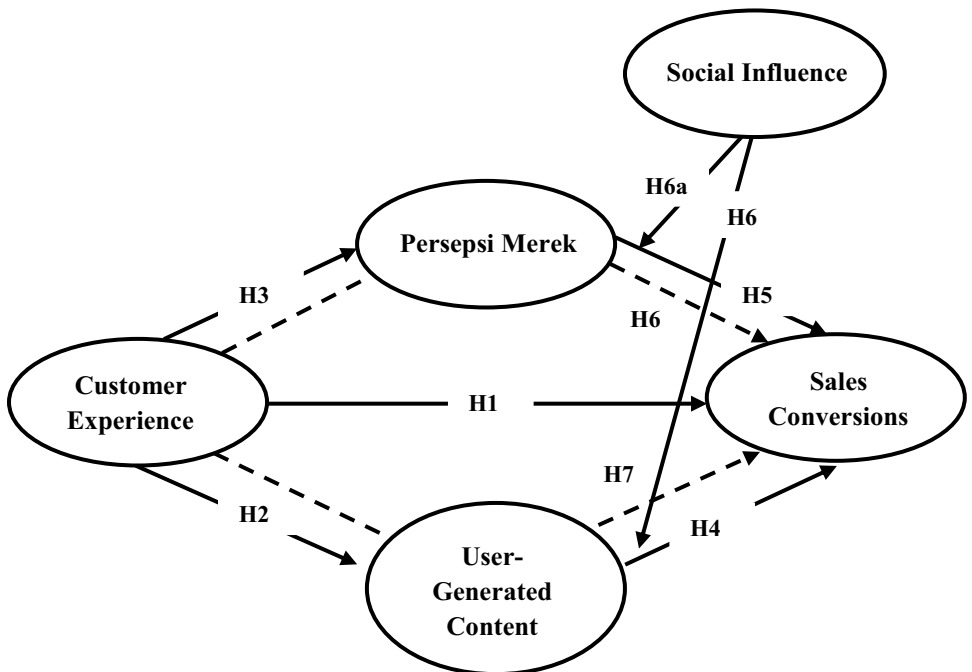 Social Influence
H6a
H6
Persepsi Merek
H3
H5
H6
Customer
Experience
H1
Sales
Conversions
H7
H2
H4
User-
Generated
Content